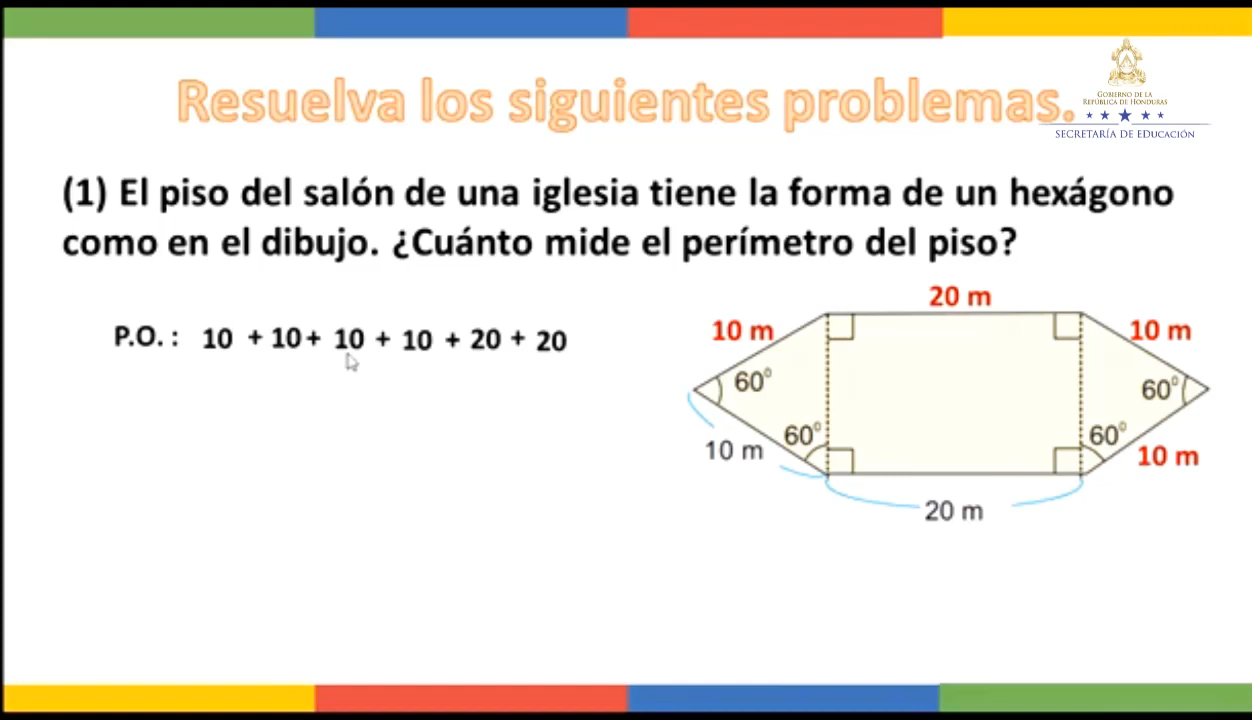 Resuelva los siguientes problemas.
GOBIERNO DE LA
REPÚBLICA DE HONDURAS
SECRETARÍA DE EDUCACIÓN
(1) El piso del salón de una iglesia tiene la forma de un hexágono
como en el dibujo. ¿Cuánto mide el perímetro del piso?
P.O. : 10 + 10 + 10 + 10 + 20 + 20
20 m
10 m
10 m
60°
60°
60°
60°
10 m
10 m
20 m